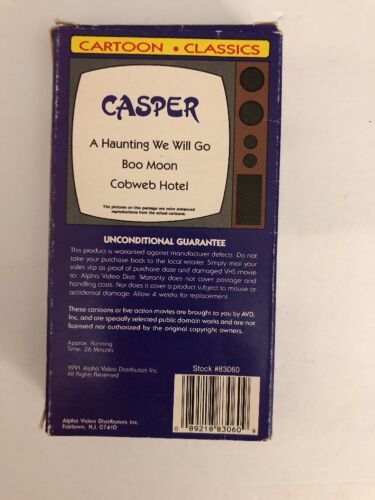 CARTOON • CLASSICS
CASPER
A Haunting We Will Go
Boo Moon
Cobweb Hotel
The pictures on this package are color enhanced
reproductions from the actual cartoons.
UNCONDITIONAL GUARANTEE
This product is warranted against manufacturer defects. Do not
take your purchase back to the local retailer. Simply mail your
sales slip as proof of purchase date and damaged VHS movie
to Alpha Video Distr. Warranty does not cover postage and
handling costs. Nor does it cover a product subject to misuse or
accidental damage. Allow 4 weeks for replacement.
These cartoons or live action movies are brought to you by AVD,
Inc. and are specially selected public domain works and are not
licensed nor authorized by the original copyright owners.
Approx. Running
Time: 26 Minutes
1991 Alpha Video Distributors Inc.
All Rights Reserved
Stock #83060
Alpha Video Distributors Inc.
Fairlawn, N.J. 07410
0 89218 83060 9